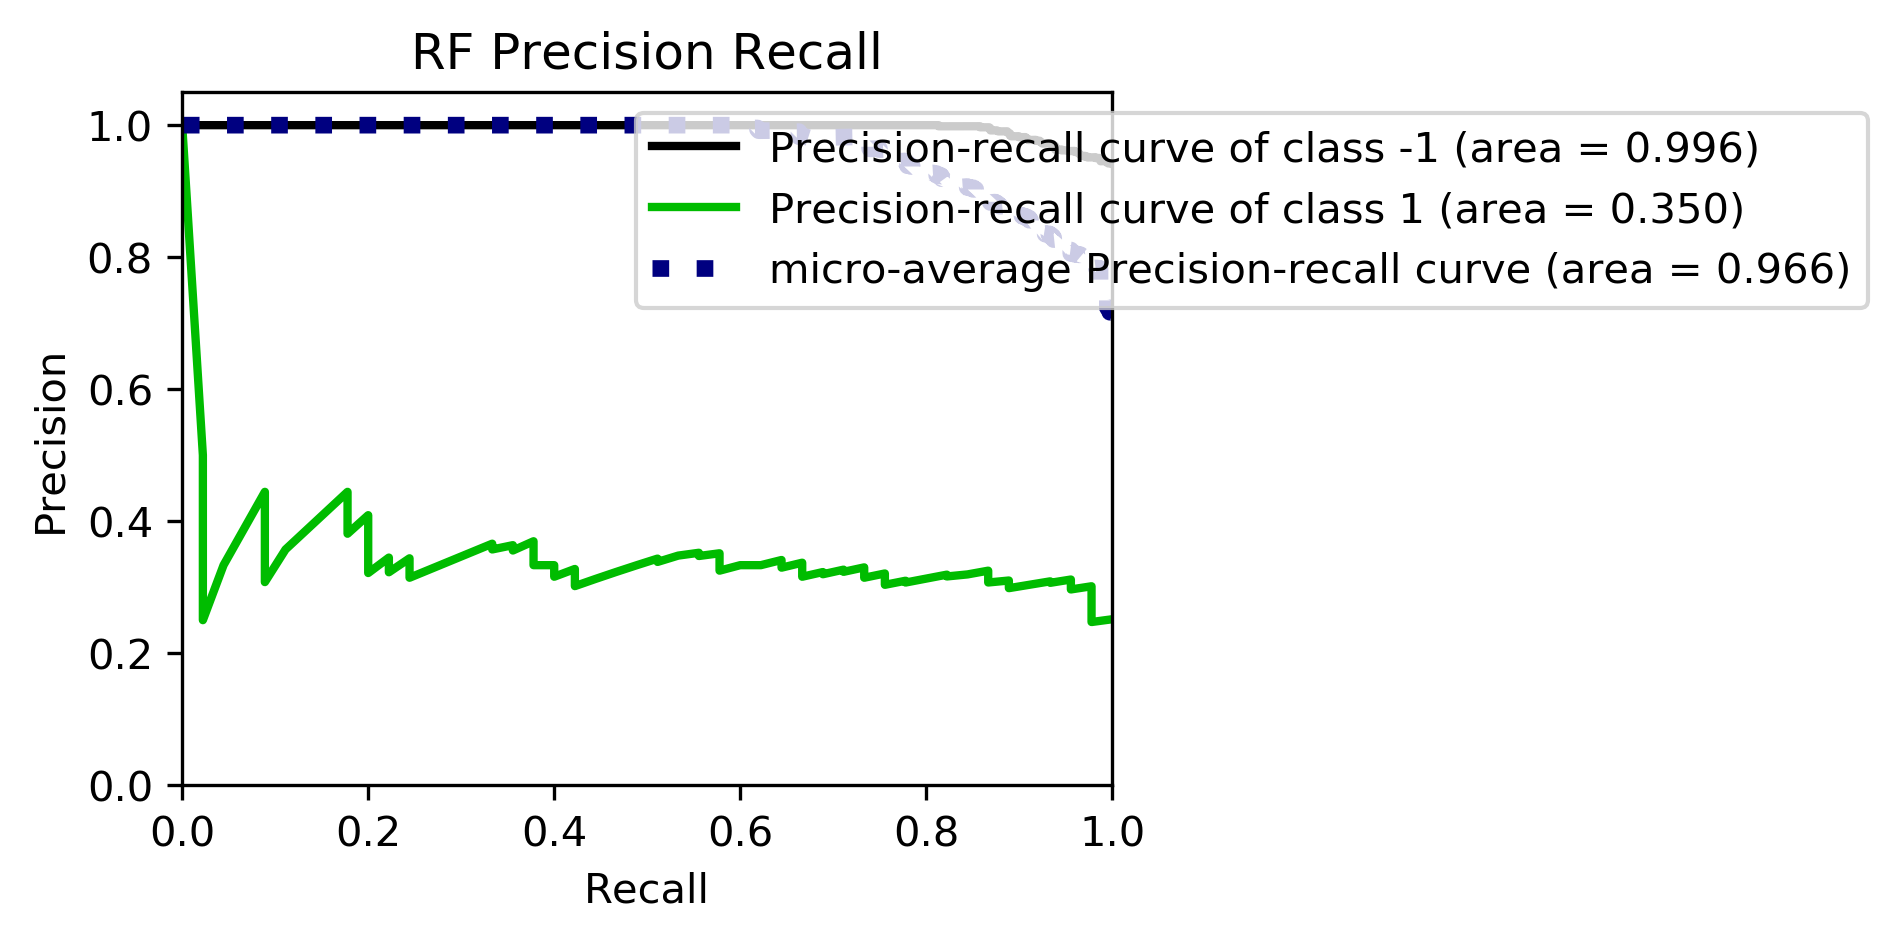 RF Precision Recall
1.0
0.8
0.6
0.4
0.2
0.0
Precision
Precision-recall curve of class -1 (area = 0.996)
Precision-recall curve of class 1 (area = 0.350)
micro-average Precision-recall curve (area = 0.966)
0.0 0.2 0.4 0.6 0.8 1.0
Recall